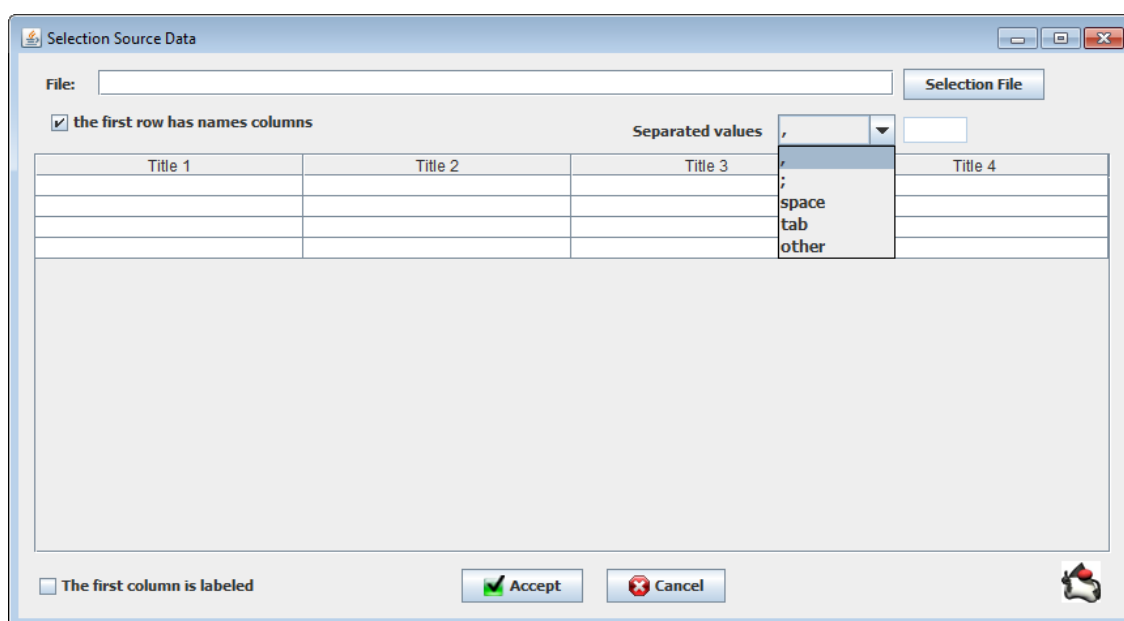 Selection Source Data
File:
Selection File
the first row has names columns
Separated values ,
Title 1 Title 2 Title 3 Title 4
,
;
space
tab
other
The first column is labeled
Accept
Cancel